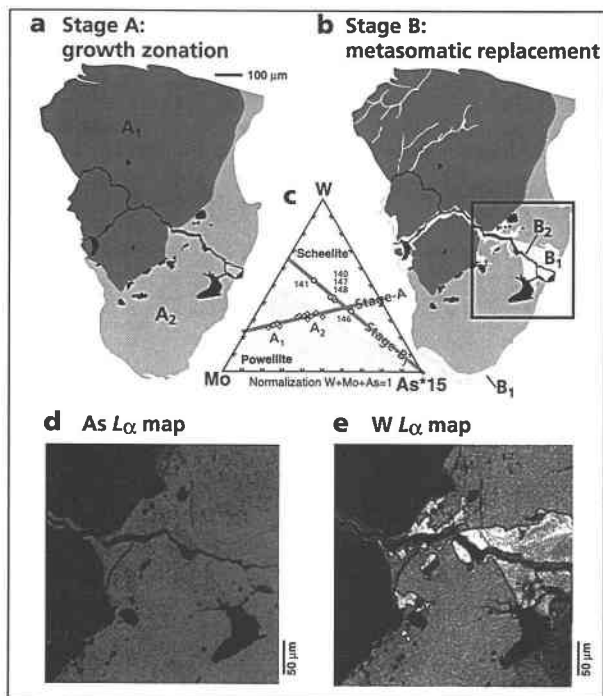 a Stage A:
growth zonation
100 µm
A1
A2
b Stage B:
metasomatic replacement
B2
B1
B1
c
W
"Scheelite"
141
140
147
148
146
Stage-A
Stage-B
A1
A2
Powellite
Mo
Normalization W+Mo+As=1
As*15
d As Lα map
50 µm
e W Lα map
50 µm